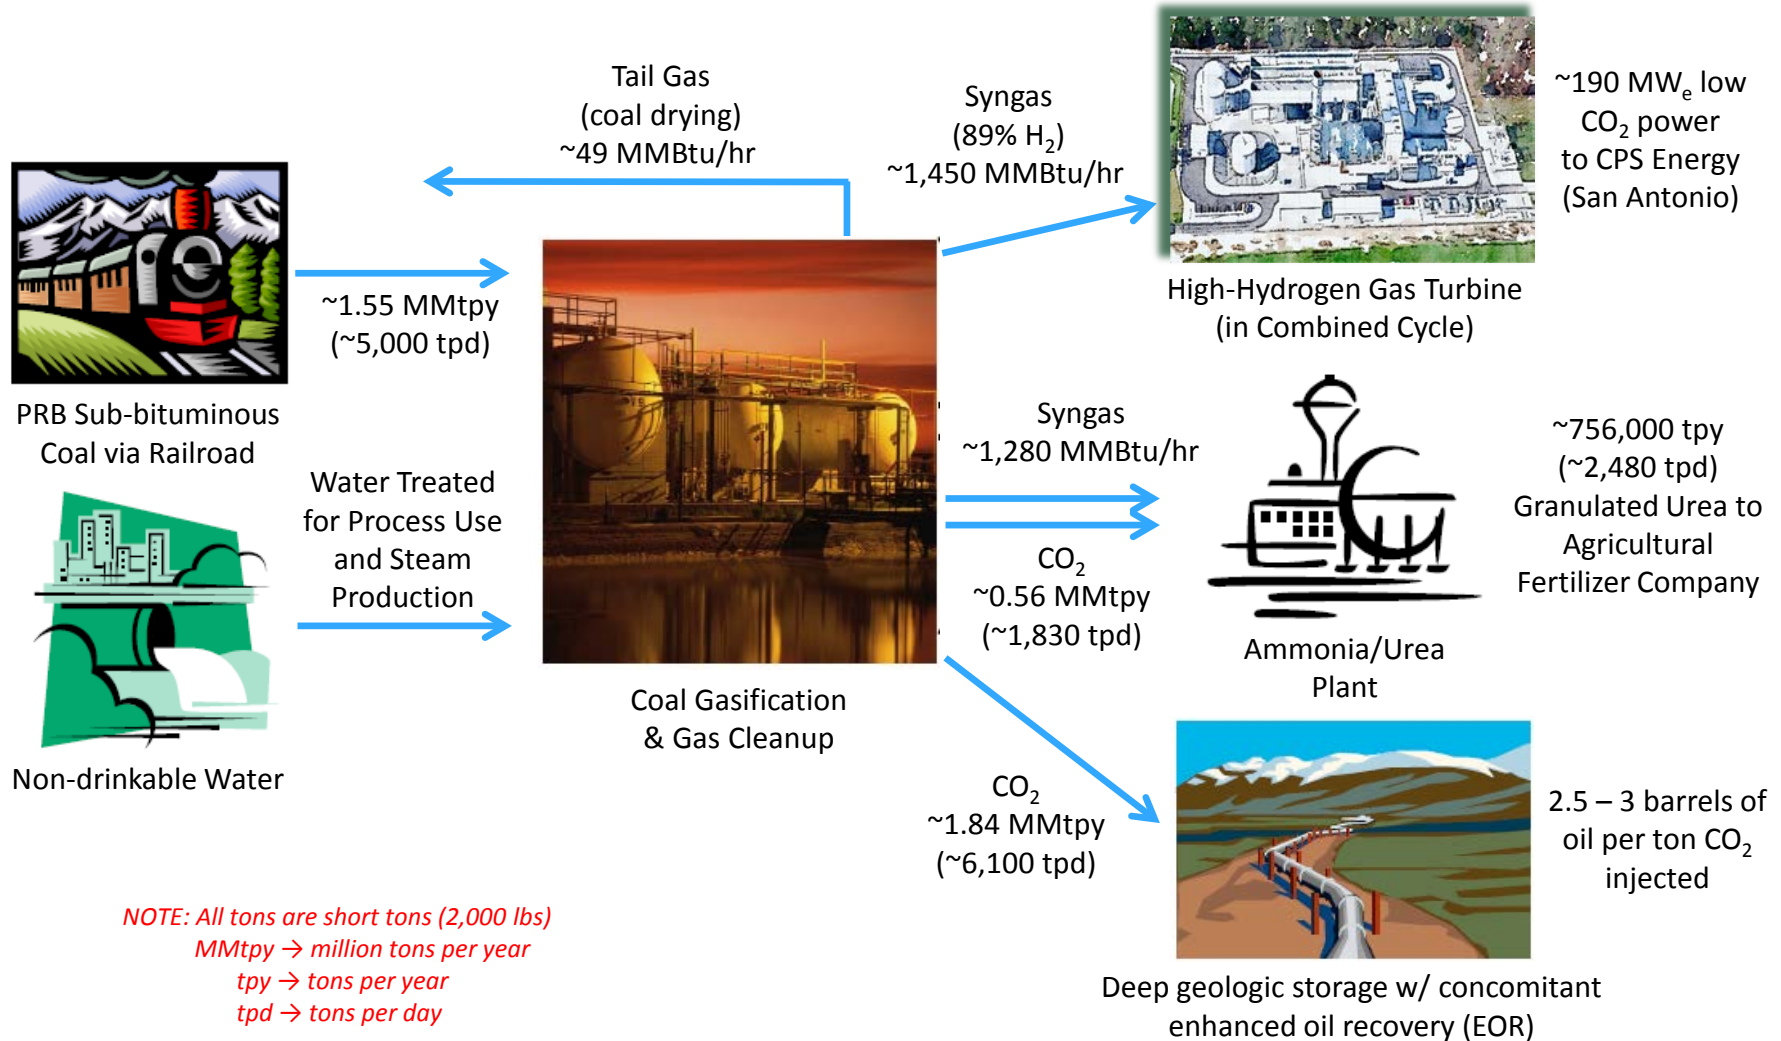 Tail Gas
(coal drying)
~49 MMBtu/hr
Syngas
(89% H₂)
~1,450 MMBtu/hr
~190 MWₑ low
CO₂ power
to CPS Energy
(San Antonio)
~1.55 MMtpy
(~5,000 tpd)
High-Hydrogen Gas Turbine
(in Combined Cycle)
PRB Sub-bituminous
Coal via Railroad
Syngas
~1,280 MMBtu/hr
~756,000 tpy
(~2,480 tpd)
Granulated Urea to
Agricultural
Fertilizer Company
Water Treated
for Process Use
and Steam
Production
CO₂
~0.56 MMtpy
(~1,830 tpd)
Ammonia/Urea
Plant
Coal Gasification
& Gas Cleanup
Non-drinkable Water
CO₂
~1.84 MMtpy
(~6,100 tpd)
2.5 – 3 barrels of
oil per ton CO₂
injected
NOTE: All tons are short tons (2,000 lbs)
MMtpy → million tons per year
tpy → tons per year
tpd → tons per day
Deep geologic storage w/ concomitant
enhanced oil recovery (EOR)